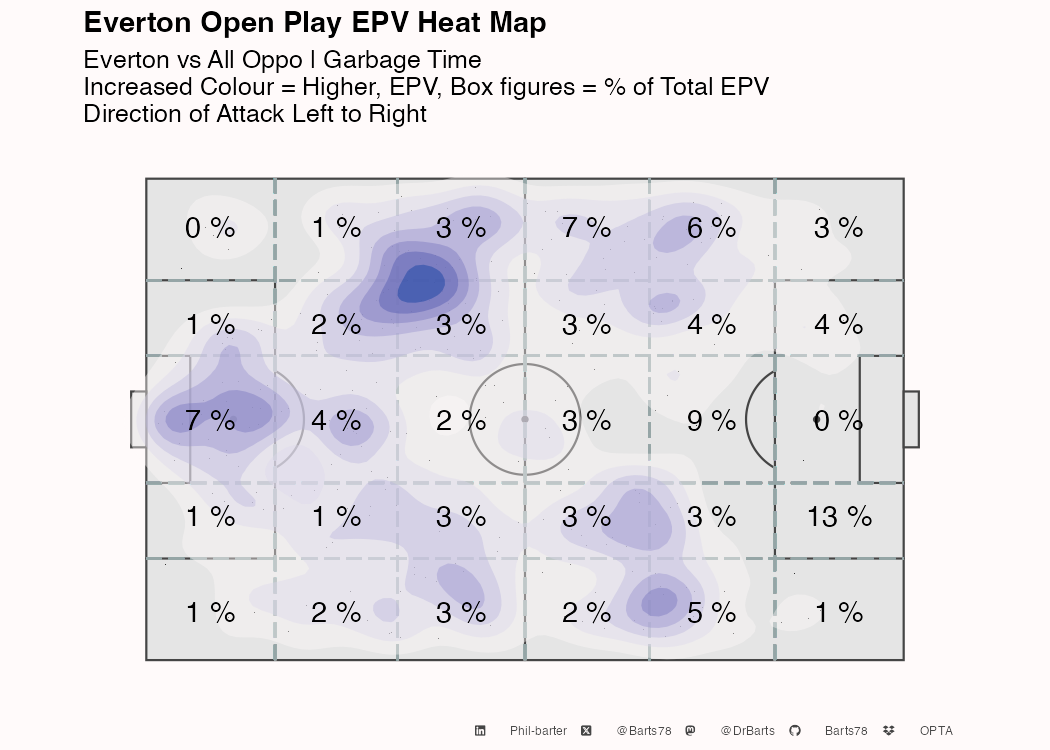 Everton Open Play EPV Heat Map
Everton vs All Oppo | Garbage Time
Increased Colour = Higher, EPV, Box figures = % of Total EPV
Direction of Attack Left to Right
0 % 1 % 3 % 7 % 6 % 3 %
1 % 2 % 3 % 3 % 4 % 4 %
7 % 4 % 2 % 3 % 9 % 0 %
1 % 1 % 3 % 3 % 3 % 13 %
1 % 2 % 3 % 2 % 5 % 1 %
Phil-barter @Barts78 @DrBarts Barts78 OPTA